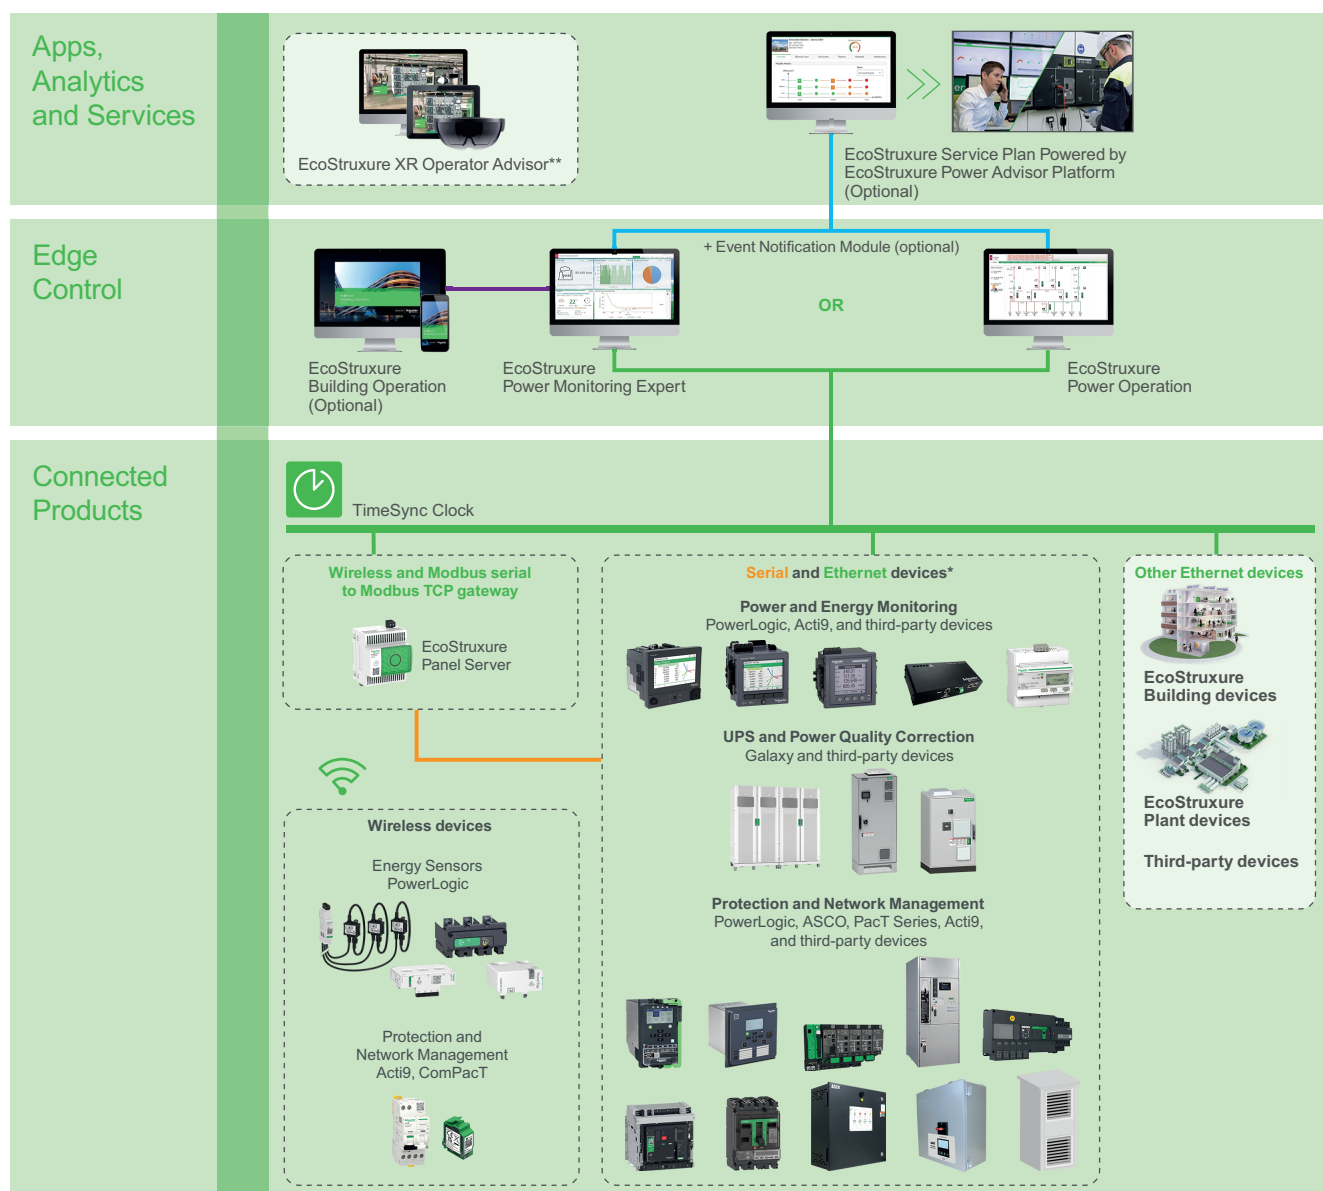 Apps,
Analytics
and Services
EcoStruxure XR Operator Advisor**
EcoStruxure Service Plan Powered by
EcoStruxure Power Advisor Platform
(Optional)
Edge
Control
+ Event Notification Module (optional)
OR
EcoStruxure
Building Operation
(Optional)
EcoStruxure
Power Monitoring Expert
EcoStruxure
Power Operation
Connected
Products
TimeSync Clock
Wireless and Modbus serial
to Modbus TCP gateway
EcoStruxure
Panel Server
Wireless devices
Energy Sensors
PowerLogic
Protection and
Network Management
Acti9, ComPacT
Serial and Ethernet devices*
Power and Energy Monitoring
PowerLogic, Acti9, and third-party devices
UPS and Power Quality Correction
Galaxy and third-party devices
Protection and Network Management
PowerLogic, ASCO, PacT Series, Acti9,
and third-party devices
Other Ethernet devices
EcoStruxure
Building devices
EcoStruxure
Plant devices
Third-party devices